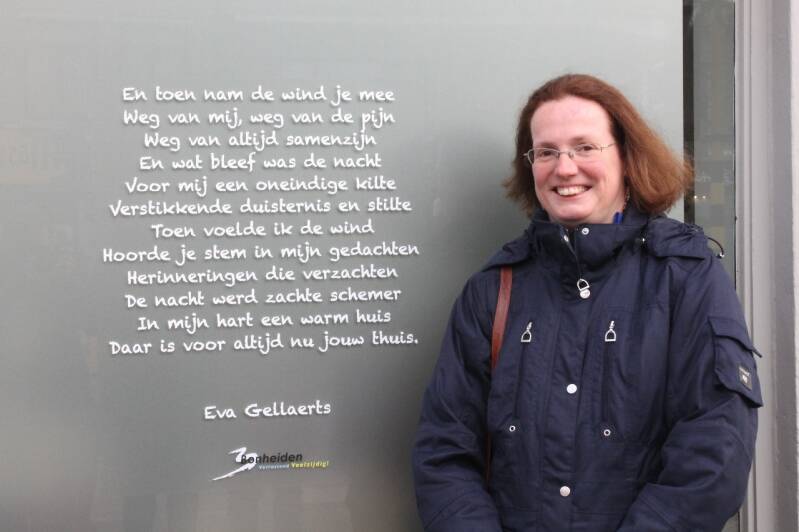 En toen nam de wind je mee
Weg van mij, weg van de pijn
Weg van altijd samenzijn
En wat bleef was de nacht
Voor mij een oneindige kilte
Verstikkende duisternis en stilte
Toen voelde ik de wind
Hoorde je stem in mijn gedachten
Herinneringen die verzachten
De nacht werd zachte schemer
In mijn hart een warm huis
Daar is voor altijd nu jouw thuis.
Eva Gellaerts
Bonheiden
Verrassend Veelzijdig!